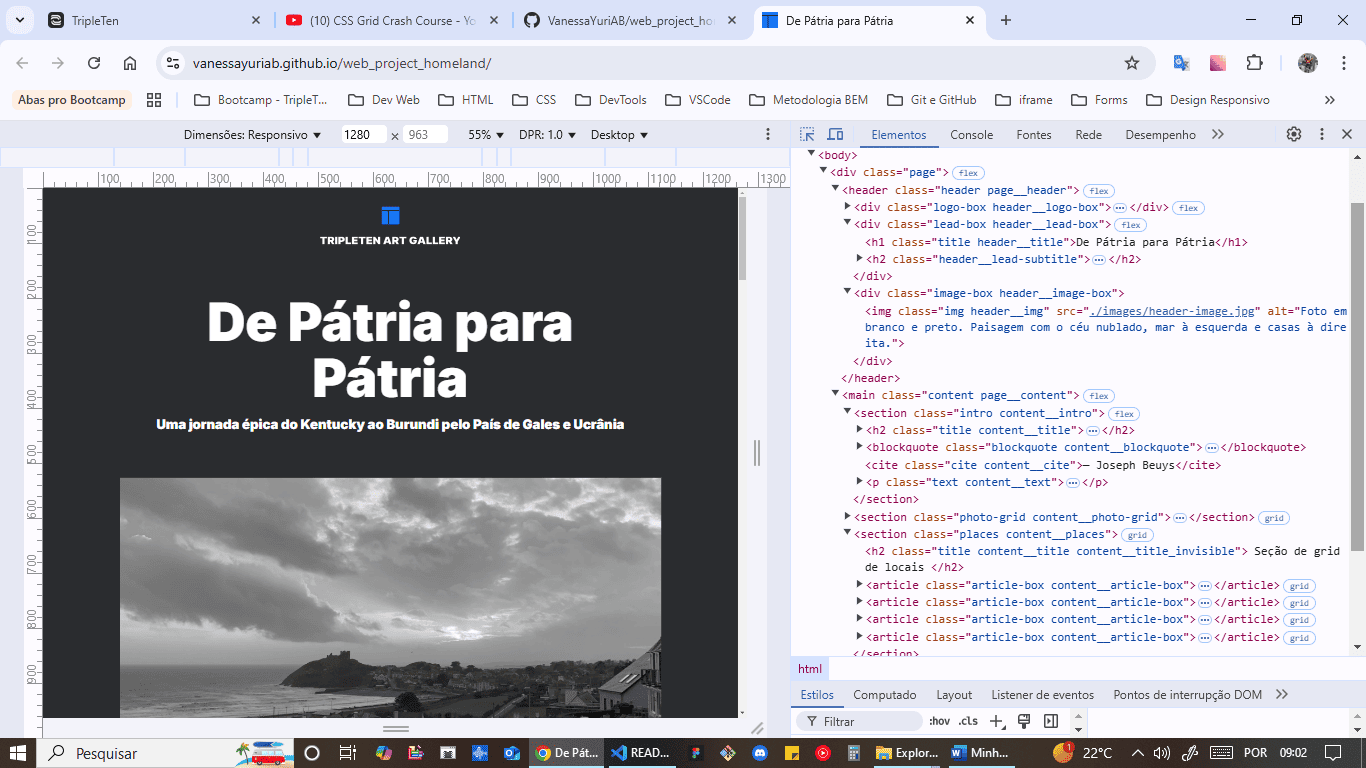 TripleTen
(10) CSS Grid Crash Course - Yo
VanessaYuriAB/web_project_ho
De Pátria para Pátria
vanessayuriab.github.io/web_project_homeland/
Abas pro Bootcamp
Bootcamp - TripleT...
Dev Web
HTML
CSS
DevTools
VSCode
Metodologia BEM
Git e GitHub
iframe
Forms
Design Responsivo
Dimensões: Responsivo
1280 × 963
55%
DPR: 1.0
Desktop
Elementos
Console
Fontes
Rede
Desempenho
100 200 300 400 500 600 700 800 900 1000 1100 1200 1300
100
200
300
400
500
600
700
800
900
TRIPLETEN ART GALLERY
De Pátria para
Pátria
Uma jornada épica do Kentucky ao Burundi pelo País de Gales e Ucrânia
<body>
<div class="page"> flex
<header class="header page__header"> flex
<div class="logo-box header__logo-box"> ⋯ </div> flex
<div class="lead-box header__lead-box"> flex
<h1 class="title header__title">De Pátria para Pátria</h1>
<h2 class="header__lead-subtitle"> ⋯ </h2>
</div>
<div class="image-box header__image-box">
<img class="img header__img" src="./images/header-image.jpg" alt="Foto em
branco e preto. Paisagem com o céu nublado, mar à esquerda e casas à dire
ita.">
</div>
</header>
<main class="content page__content"> flex
<section class="intro content__intro"> flex
<h2 class="title content__title"> ⋯ </h2>
<blockquote class="blockquote content__blockquote"> ⋯ </blockquote>
<cite class="cite content__cite">— Joseph Beuys</cite>
<p class="text content__text"> ⋯ </p>
</section>
<section class="photo-grid content__photo-grid"> ⋯ </section> grid
<section class="places content__places"> grid
<h2 class="title content__title content__title_invisible"> Seção de grid
de locais </h2>
<article class="article-box content__article-box"> ⋯ </article> grid
<article class="article-box content__article-box"> ⋯ </article> grid
<article class="article-box content__article-box"> ⋯ </article> grid
<article class="article-box content__article-box"> ⋯ </article> grid
</section>
html
Estilos
Computado
Layout
Listener de eventos
Pontos de interrupção DOM
Filtrar
:hov .cls
Pesquisar
De Pát...
READ...
Explor...
Minh...
1
22°C
POR
09:02